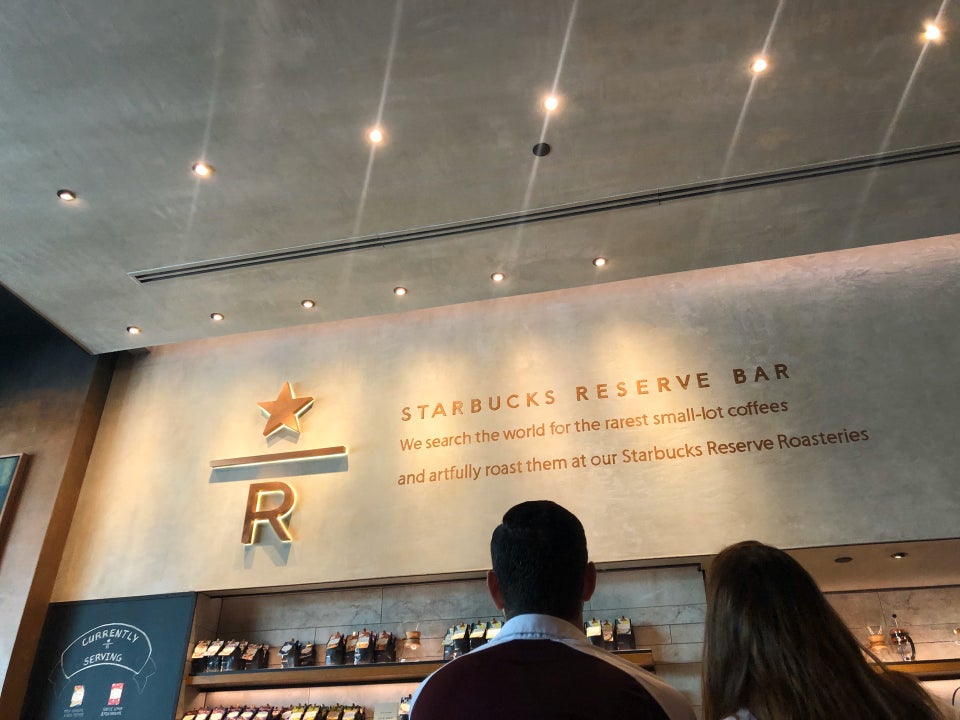 STARBUCKS RESERVE BAR
We search the world for the rarest small-lot coffees
and artfully roast them at our Starbucks Reserve Roasteries
R
CURRENTLY
SERVING